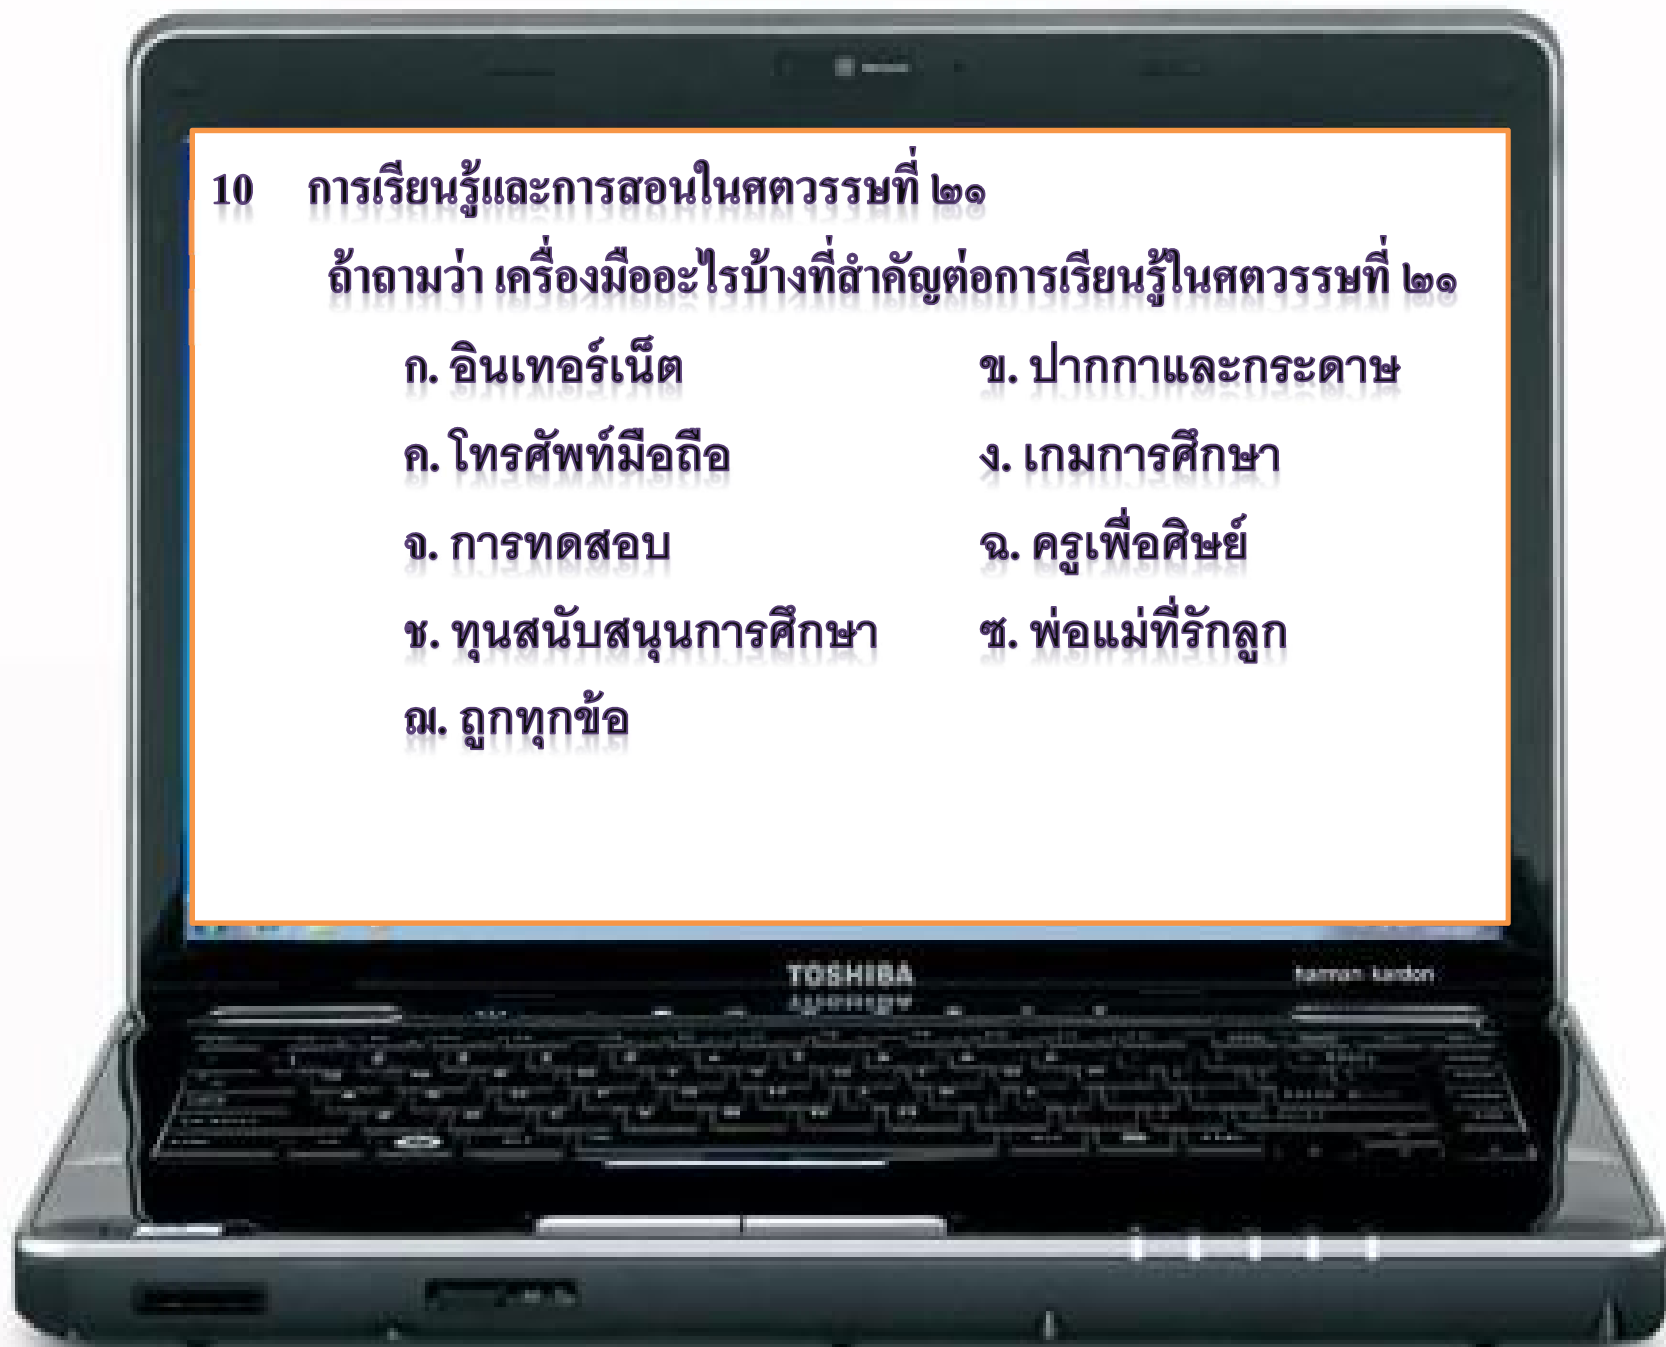 10 การเรียนรู้และการสอนในศตวรรษที่ ๒๑
ถ้าถามว่า เครื่องมืออะไรบ้างที่สำคัญต่อการเรียนรู้ในศตวรรษที่ ๒๑
ก. อินเทอร์เน็ต ข. ปากกาและกระดาษ
ค. โทรศัพท์มือถือ ง. เกมการศึกษา
จ. การทดสอบ ฉ. ครูเพื่อศิษย์
ช. ทุนสนับสนุนการศึกษา ซ. พ่อแม่ที่รักลูก
ฌ. ถูกทุกข้อ
TOSHIBA harman kardon